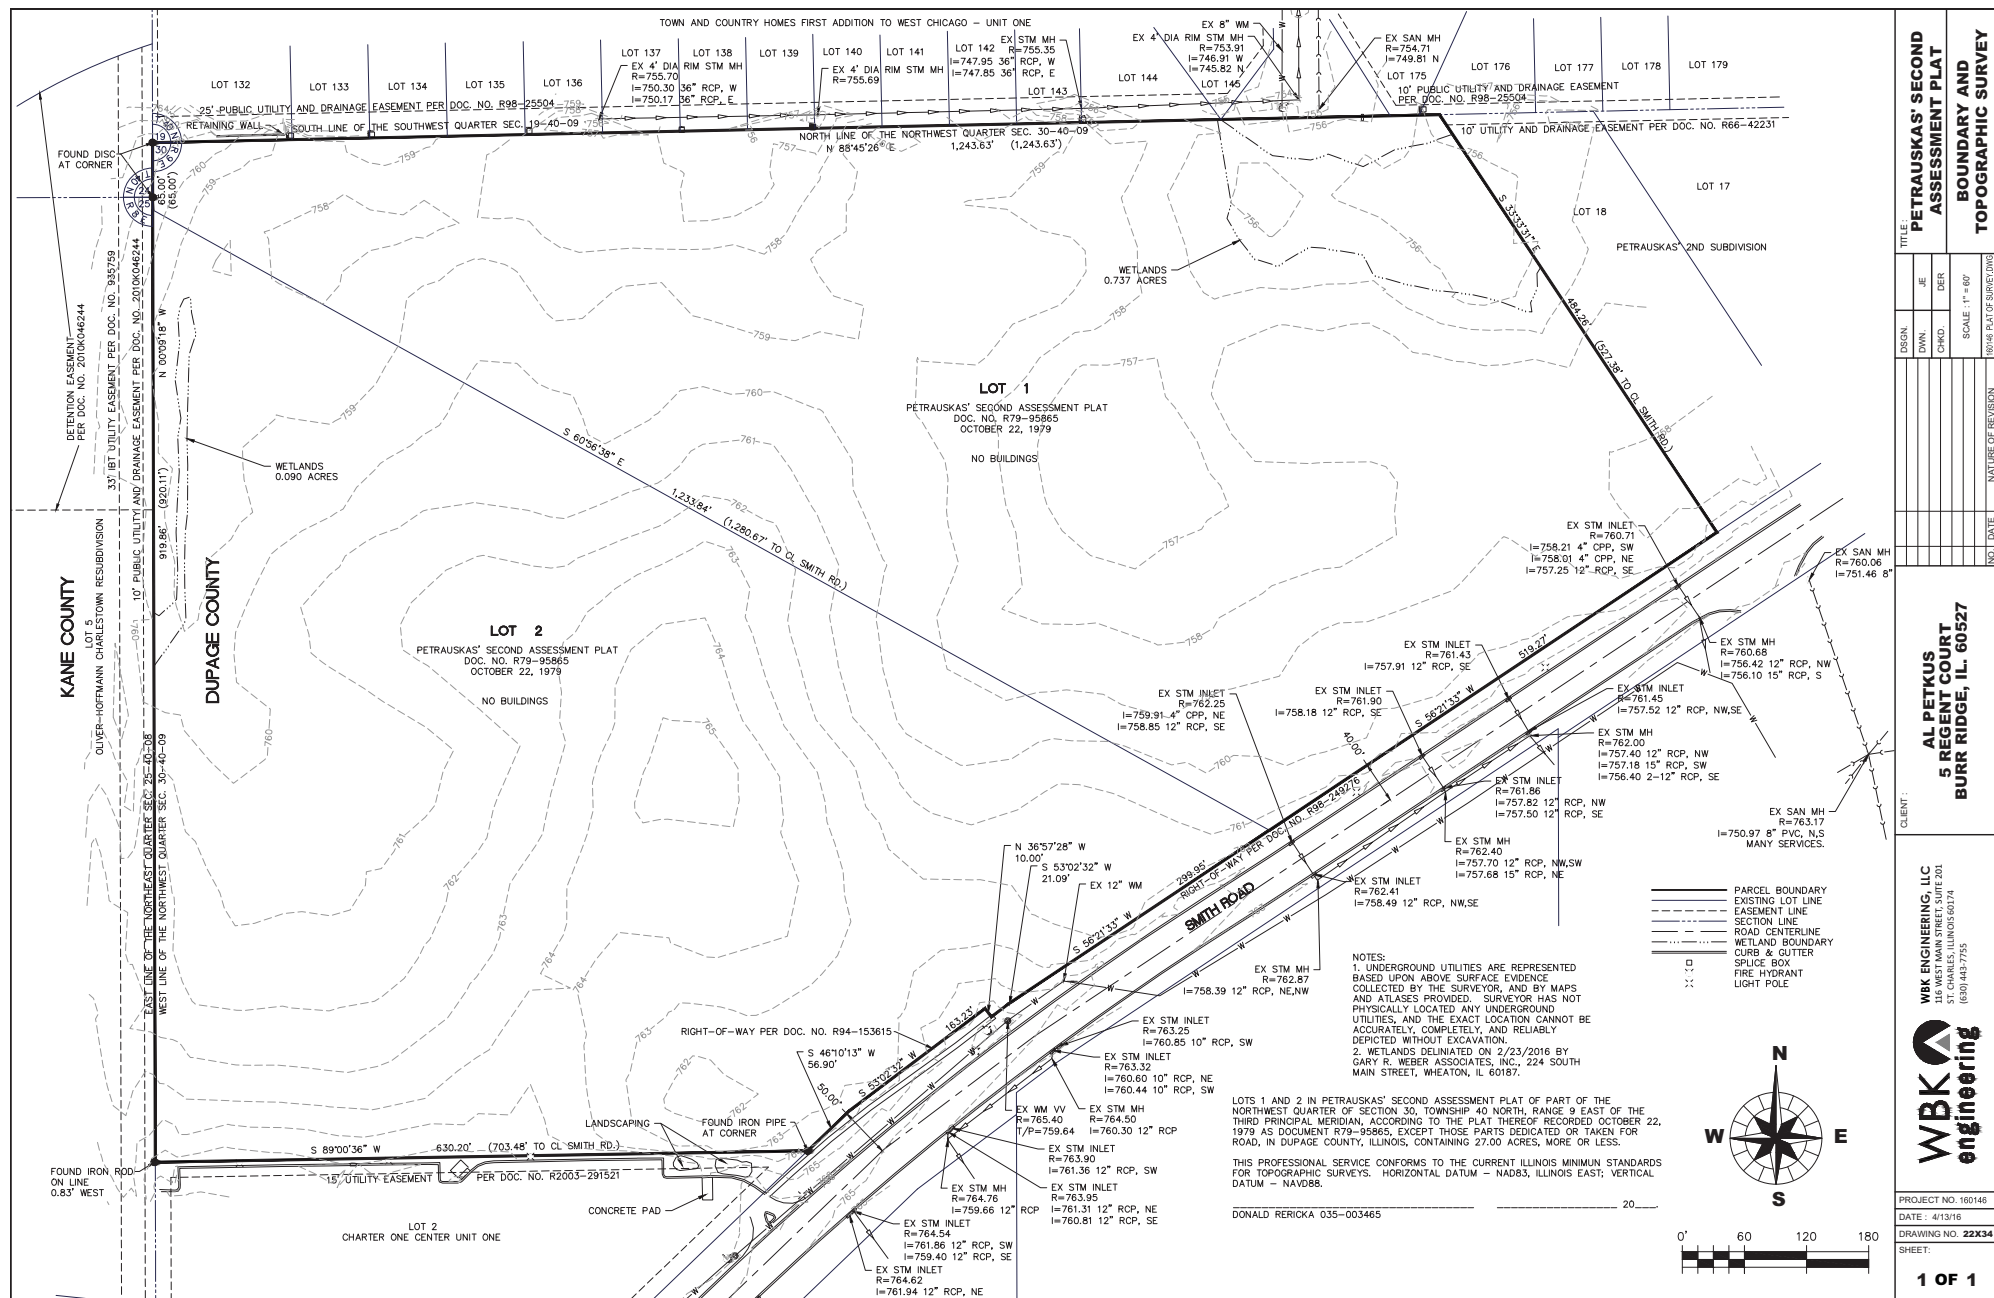 TOWN AND COUNTRY HOMES FIRST ADDITION TO WEST CHICAGO - UNIT ONE
LOT 132
LOT 133
LOT 134
LOT 135
LOT 136
LOT 137
LOT 138
LOT 139
LOT 140
LOT 141
LOT 142
LOT 143
LOT 144
LOT 145
LOT 175
LOT 176
LOT 177
LOT 178
LOT 179
EX 4' DIA RIM STM MH
R=755.70
I=750.30 36" RCP, W
I=750.17 36" RCP, E
EX 4' DIA RIM STM MH
R=755.69
EX STM MH
R=755.35
I=747.95 36" RCP, W
I=747.85 36" RCP, E
EX 8" WM
EX 4' DIA RIM STM MH
R=753.91
I=746.91 W
I=745.82 N
EX SAN MH
R=754.71
I=749.81 N
25' PUBLIC UTILITY AND DRAINAGE EASEMENT PER DOC. NO. R98-25504
RETAINING WALL
SOUTH LINE OF THE SOUTHWEST QUARTER SEC. 19-40-09
NORTH LINE OF THE NORTHWEST QUARTER SEC. 30-40-09
N 88°45'26" E 1,243.63' (1,243.63')
10' PUBLIC UTILITY AND DRAINAGE EASEMENT
PER DOC. NO. R98-25504
10' UTILITY AND DRAINAGE EASEMENT PER DOC. NO. R66-42231
FOUND DISC
AT CORNER
19
30
24
25
65.00'
(65.00')
LOT 17
LOT 18
PETRAUSKAS' 2ND SUBDIVISION
S 33°33'31" E
484.26'
(527.38' TO CL SMITH RD.)
WETLANDS
0.737 ACRES
DETENTION EASEMENT
PER DOC. NO. 2010K046244
33' IBT UTILITY EASEMENT PER DOC. NO. 935759
10' PUBLIC UTILITY AND DRAINAGE EASEMENT PER DOC. NO. 2010K046244
N 00°09'18" W
919.86' (920.11')
WETLANDS
0.090 ACRES
S 60°56'38" E
1,233.84' (1,280.67' TO CL SMITH RD.)
LOT 1
PETRAUSKAS' SECOND ASSESSMENT PLAT
DOC. NO. R79-95865
OCTOBER 22, 1979
NO BUILDINGS
LOT 2
PETRAUSKAS' SECOND ASSESSMENT PLAT
DOC. NO. R79-95865
OCTOBER 22, 1979
NO BUILDINGS
KANE COUNTY
LOT 5
OLIVER-HOFFMANN CHARLESTOWN RESUBDIVISION
DUPAGE COUNTY
EAST LINE OF THE NORTHEAST QUARTER SEC. 25-40-08
WEST LINE OF THE NORTHWEST QUARTER SEC. 30-40-09
EX STM INLET
R=760.71
I=758.21 4" CPP, SW
I=758.01 4" CPP, NE
I=757.25 12" RCP, SE
EX SAN MH
R=760.06
I=751.46 8"
EX STM INLET
R=761.43
I=757.91 12" RCP, SE
519.27'
S 56°21'33" W
EX STM MH
R=760.68
I=756.42 12" RCP, NW
I=756.10 15" RCP, S
EX STM INLET
R=762.25
I=759.91 4" CPP, NE
I=758.85 12" RCP, SE
EX STM INLET
R=761.90
I=758.18 12" RCP, SE
40.00'
EX STM INLET
R=761.45
I=757.52 12" RCP, NW,SE
EX STM MH
R=762.00
I=757.40 12" RCP, NW
I=757.18 15" RCP, SW
I=756.40 2-12" RCP, SE
EX STM INLET
R=761.86
I=757.82 12" RCP, NW
I=757.50 12" RCP, SE
EX SAN MH
R=763.17
I=750.97 8" PVC, N,S
MANY SERVICES.
EX STM MH
R=762.40
I=757.70 12" RCP, NW,SW
I=757.68 15" RCP, NE
EX STM INLET
R=762.41
I=758.49 12" RCP, NW,SE
RIGHT-OF-WAY PER DOC. NO. R98-249276
299.95'
S 56°21'33" W
SMITH ROAD
N 36°57'28" W
10.00'
S 53°02'32" W
21.09'
EX 12" WM
EX STM MH
R=762.87
I=758.39 12" RCP, NE,NW
RIGHT-OF-WAY PER DOC. NO. R94-153615
163.23'
S 53°02'32" W
S 46°10'13" W
56.90'
50.00'
EX STM INLET
R=763.25
I=760.85 10" RCP, SW
EX STM INLET
R=763.32
I=760.60 10" RCP, NE
I=760.44 10" RCP, SW
EX WM VV
R=765.40
T/P=759.64
EX STM MH
R=764.50
I=760.30 12" RCP
EX STM INLET
R=763.90
I=761.36 12" RCP, SW
EX STM MH
R=764.76
I=759.66 12" RCP
EX STM INLET
R=763.95
I=761.31 12" RCP, NE
I=760.81 12" RCP, SE
EX STM INLET
R=764.54
I=761.86 12" RCP, SW
I=759.40 12" RCP, SE
EX STM INLET
R=764.62
I=761.94 12" RCP, NE
LANDSCAPING
FOUND IRON PIPE
AT CORNER
S 89°00'36" W 630.20' (703.48' TO CL SMITH RD.)
FOUND IRON ROD
ON LINE
0.83' WEST
15' UTILITY EASEMENT PER DOC. NO. R2003-291521
CONCRETE PAD
LOT 2
CHARTER ONE CENTER UNIT ONE
PARCEL BOUNDARY
EXISTING LOT LINE
EASEMENT LINE
SECTION LINE
ROAD CENTERLINE
WETLAND BOUNDARY
CURB & GUTTER
SPLICE BOX
FIRE HYDRANT
LIGHT POLE
NOTES:
1. UNDERGROUND UTILITIES ARE REPRESENTED
BASED UPON ABOVE SURFACE EVIDENCE
COLLECTED BY THE SURVEYOR, AND BY MAPS
AND ATLASES PROVIDED. SURVEYOR HAS NOT
PHYSICALLY LOCATED ANY UNDERGROUND
UTILITIES, AND THE EXACT LOCATION CANNOT BE
ACCURATELY, COMPLETELY, AND RELIABLY
DEPICTED WITHOUT EXCAVATION.
2. WETLANDS DELINIATED ON 2/23/2016 BY
GARY R. WEBER ASSOCIATES, INC., 224 SOUTH
MAIN STREET, WHEATON, IL 60187.
LOTS 1 AND 2 IN PETRAUSKAS' SECOND ASSESSMENT PLAT OF PART OF THE
NORTHWEST QUARTER OF SECTION 30, TOWNSHIP 40 NORTH, RANGE 9 EAST OF THE
THIRD PRINCIPAL MERIDIAN, ACCORDING TO THE PLAT THEREOF RECORDED OCTOBER 22,
1979 AS DOCUMENT R79-95865, EXCEPT THOSE PARTS DEDICATED OR TAKEN FOR
ROAD, IN DUPAGE COUNTY, ILLINOIS, CONTAINING 27.00 ACRES, MORE OR LESS.
THIS PROFESSIONAL SERVICE CONFORMS TO THE CURRENT ILLINOIS MINIMUN STANDARDS
FOR TOPOGRAPHIC SURVEYS. HORIZONTAL DATUM - NAD83, ILLINOIS EAST; VERTICAL
DATUM - NAVD88.
20
DONALD RERICKA 035-003465
N
W
E
S
0' 60 120 180
TITLE:
PETRAUSKAS' SECOND
ASSESSMENT PLAT
BOUNDARY AND
TOPOGRAPHIC SURVEY
DSGN.
DWN. JE
CHKD. DER
SCALE : 1" = 60'
160146 PLAT OF SURVEY.DWG
NO. DATE NATURE OF REVISION
CLIENT :
AL PETKUS
5 REGENT COURT
BURR RIDGE, IL. 60527
WBK ENGINEERING, LLC
116 WEST MAIN STREET, SUITE 201
ST. CHARLES, ILLINOIS 60174
(630) 443-7755
WBK
engineering
PROJECT NO. 160146
DATE : 4/13/16
DRAWING NO. 22X34
SHEET:
1 OF 1